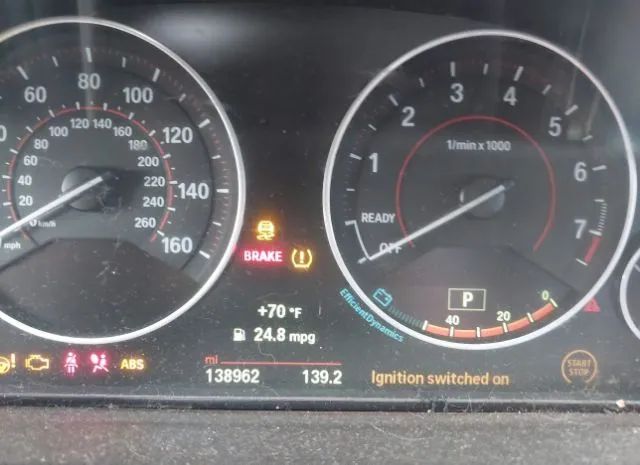 60 80 100 120 140 160
20 40 60 80 100 120 140 160 180 200 220 240 260
km/h
mph
BRAKE
+70 °F
24.8 mpg
mi
138962 139.2
ABS
1 2 3 4 5 6 7
1/min x 1000
READY
OFF
P
EfficientDynamics
40 20 0
Ignition switched on
START
STOP